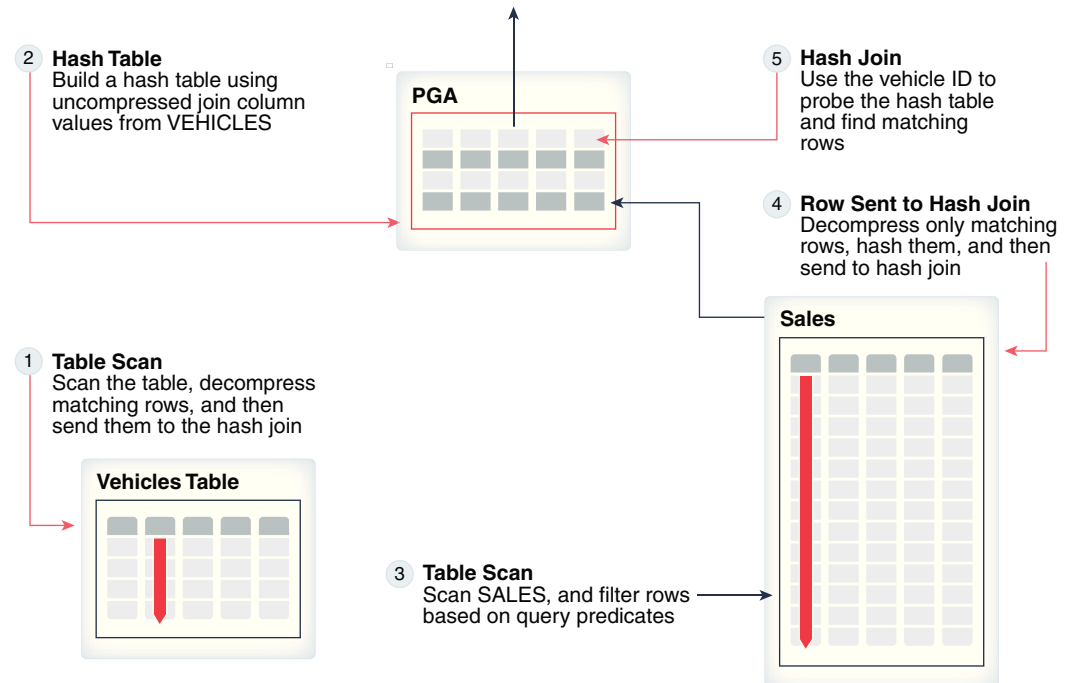 2 Hash Table
Build a hash table using
uncompressed join column
values from VEHICLES
PGA
5 Hash Join
Use the vehicle ID to
probe the hash table
and find matching
rows
4 Row Sent to Hash Join
Decompress only matching
rows, hash them, and then
send to hash join
Sales
1 Table Scan
Scan the table, decompress
matching rows, and then
send them to the hash join
Vehicles Table
3 Table Scan
Scan SALES, and filter rows
based on query predicates